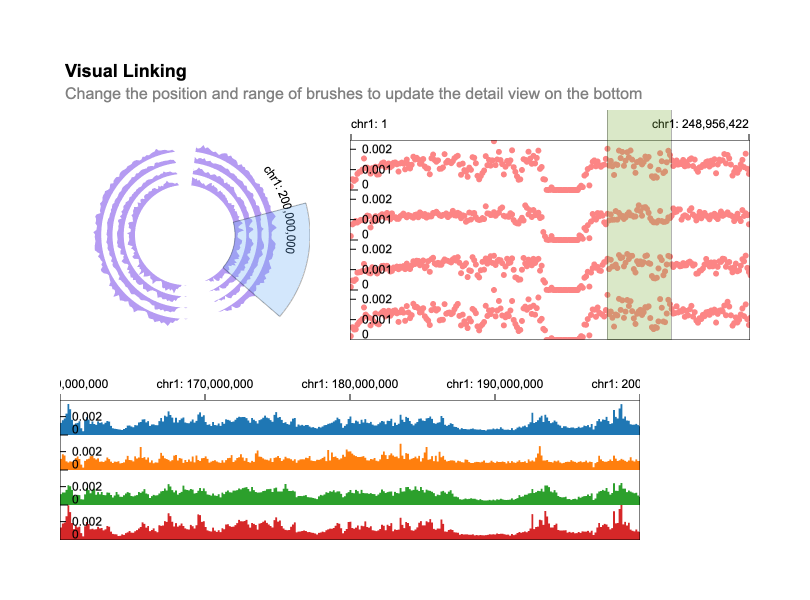 Visual Linking
Change the position and range of brushes to update the detail view on the bottom
chr1: 1
chr1: 248,956,422
chr1: 200,000,000
0.002
0.001
0
0.002
0.001
0
0.002
0.001
0
0.002
0.001
0
0,000,000
chr1: 170,000,000
chr1: 180,000,000
chr1: 190,000,000
chr1: 200
0.002
0
0.002
0
0.002
0
0.002
0